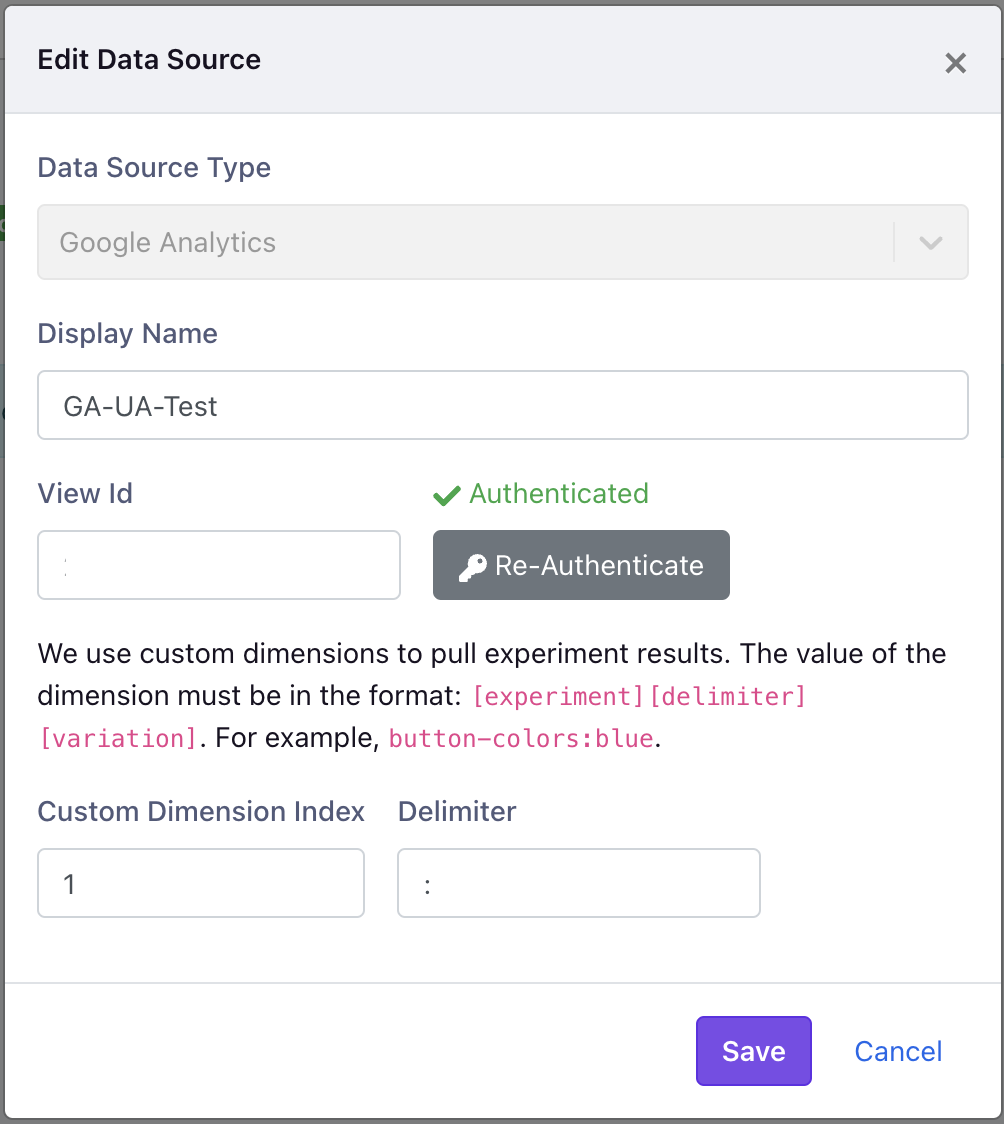 Edit Data Source
Data Source Type
Google Analytics
Display Name
GA-UA-Test
View Id
Authenticated
Re-Authenticate
We use custom dimensions to pull experiment results. The value of the
dimension must be in the format: [experiment][delimiter]
[variation]. For example, button-colors:blue.
Custom Dimension Index
Delimiter
1
:
Save
Cancel